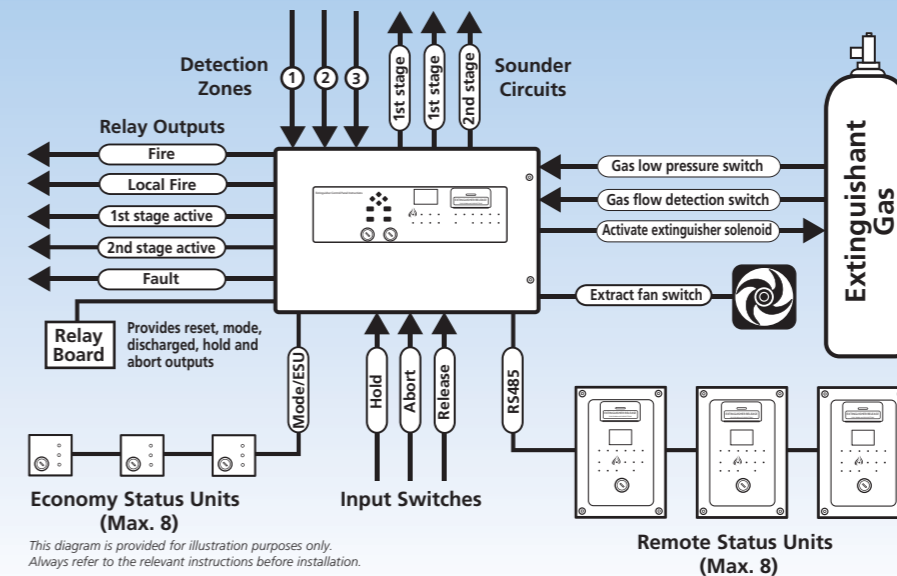 Detection
Zones
1
2
3
1st stage
1st stage
2nd stage
Sounder
Circuits
Relay Outputs
Fire
Local Fire
1st stage active
2nd stage active
Fault
Gas low pressure switch
Gas flow detection switch
Activate extinguisher solenoid
Extract fan switch
Extinguishant
Gas
Relay
Board
Provides reset, mode,
discharged, hold and
abort outputs
Mode/ESU
Hold
Abort
Release
RS485
Economy Status Units
(Max. 8)
Input Switches
Remote Status Units
(Max. 8)
This diagram is provided for illustration purposes only.
Always refer to the relevant instructions before installation.